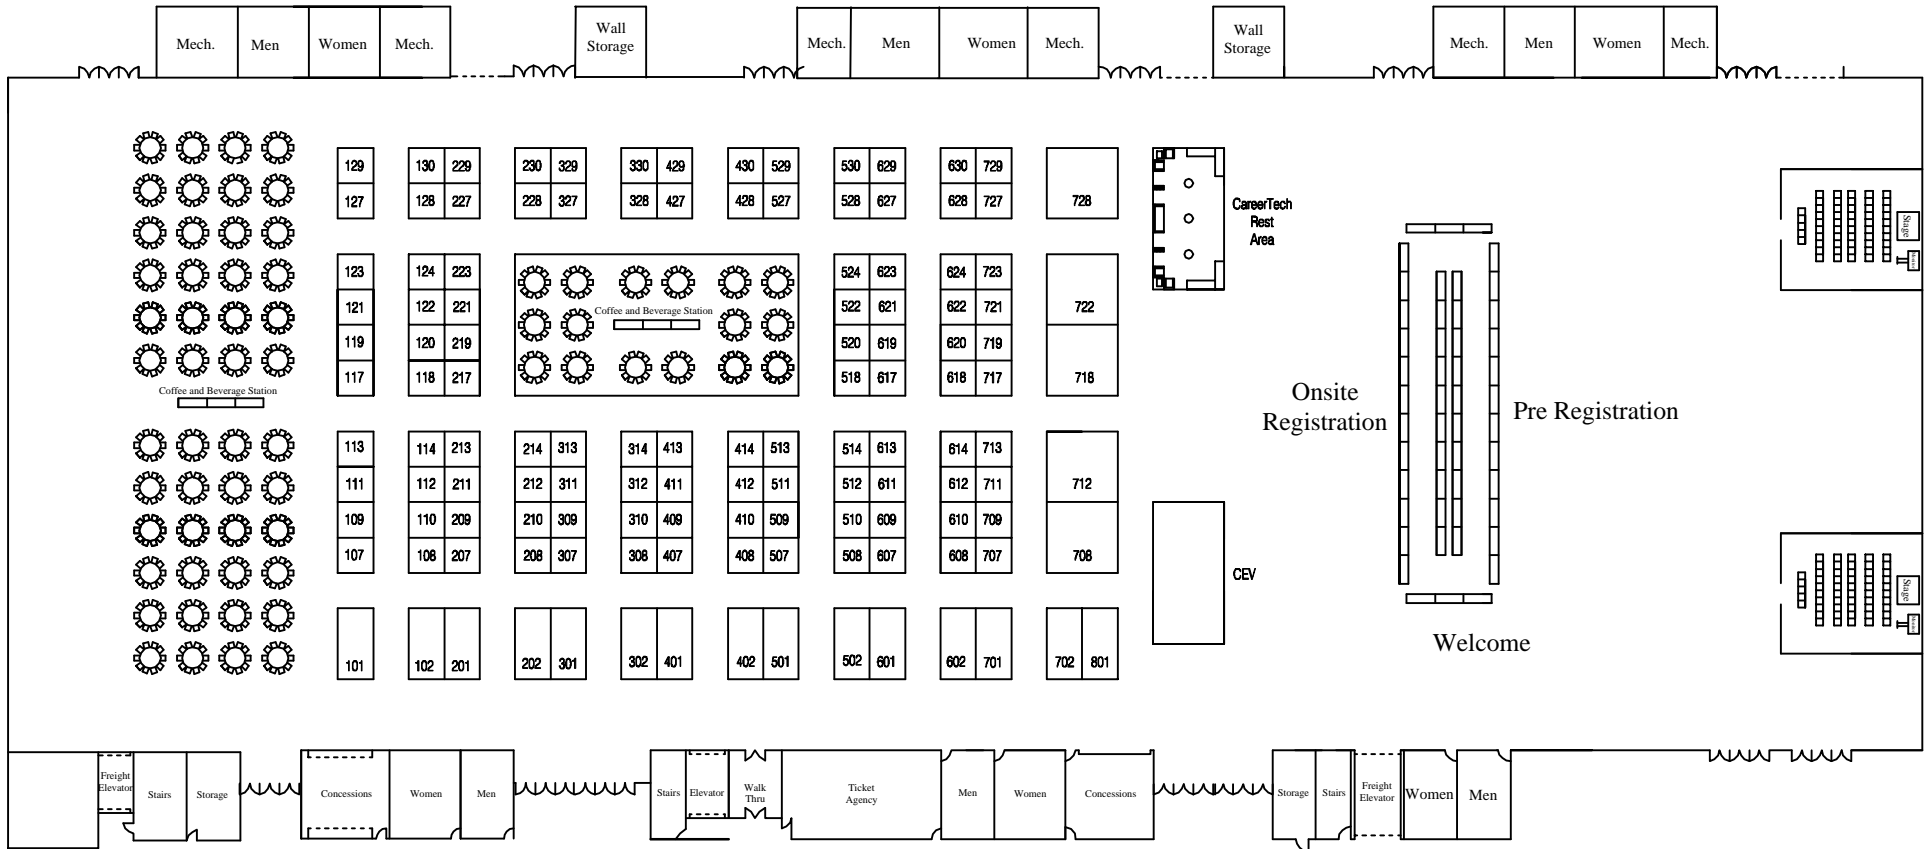 Mech.
Men
Women
Mech.
Wall
Storage
Mech.
Men
Women
Mech.
Wall
Storage
Mech.
Men
Women
Mech.
129
130 229
230 329
330 429
430 529
530 629
630 729
127
128 227
228 327
328 427
428 527
528 627
628 727
728
CareerTech
Rest
Area
Stage
123
124 223
524 623
624 723
121
122 221
Coffee and Beverage Station
522 621
622 721
722
119
120 219
520 619
620 719
117
118 217
518 617
618 717
718
Coffee and Beverage Station
Onsite
Registration
Pre Registration
113
114 213
214 313
314 413
414 513
514 613
614 713
111
112 211
212 311
312 411
412 511
512 611
612 711
712
109
110 209
210 309
310 409
410 509
510 609
610 709
107
108 207
208 307
308 407
408 507
508 607
608 707
708
CEV
Stage
Welcome
101
102 201
202 301
302 401
402 501
502 601
602 701
702 801
Freight
Elevator
Stairs
Storage
Concessions
Women
Men
Stairs
Elevator
Walk
Thru
Ticket
Agency
Men
Women
Concessions
Storage
Stairs
Freight
Elevator
Women
Men